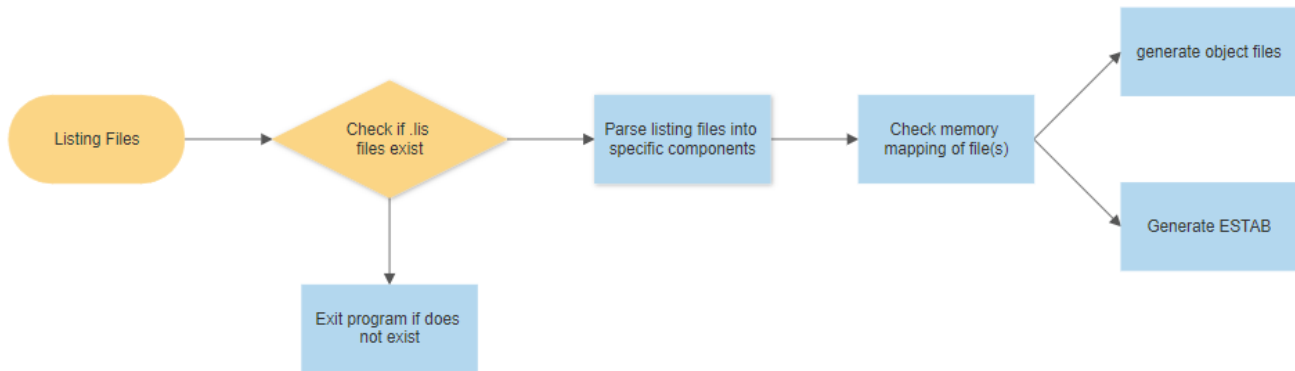 Listing Files
Check if .lis
files exist
Exit program if does
not exist
Parse listing files into
specific components
Check memory
mapping of file(s)
generate object files
Generate ESTAB